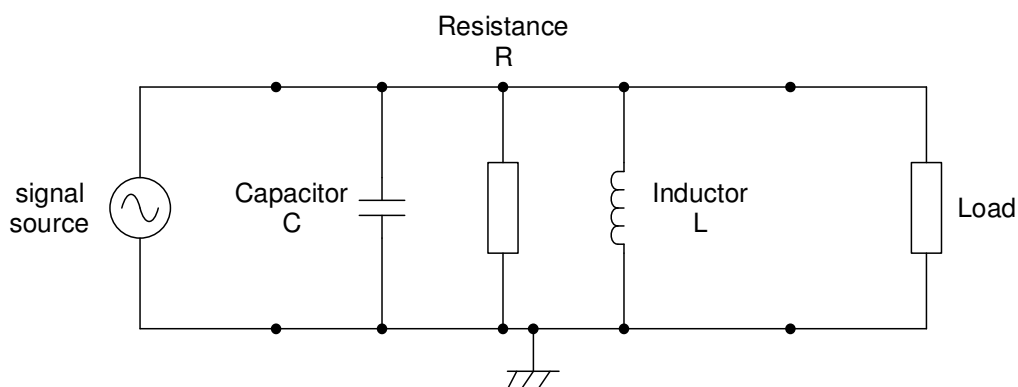 Resistance
R
signal
source
Capacitor
C
Inductor
L
Load